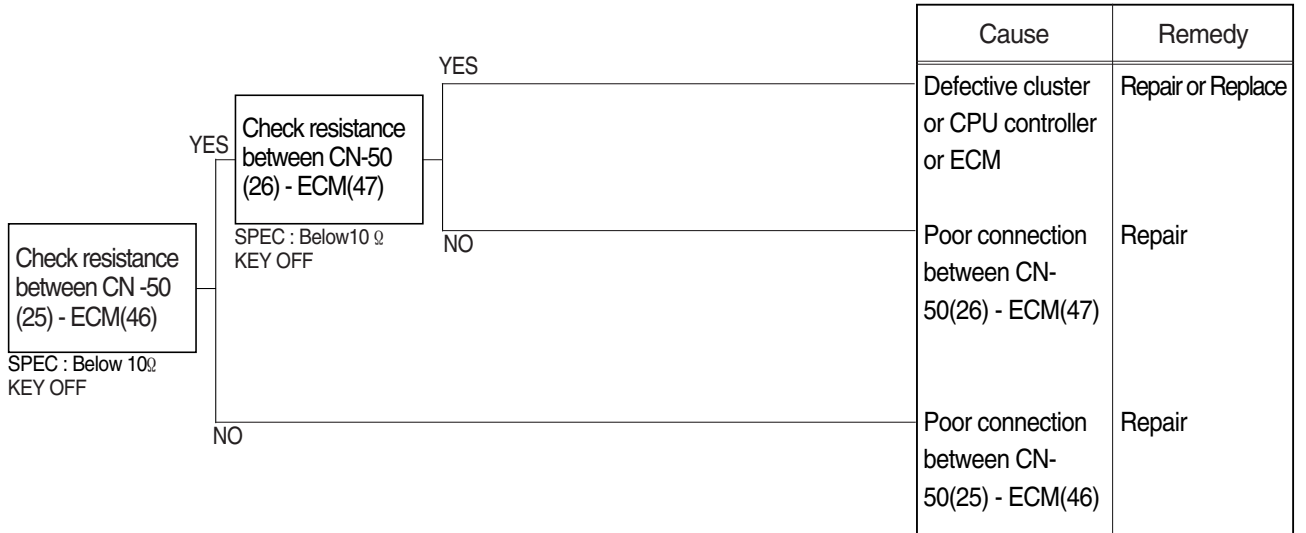 Check resistance
between CN -50
(25) - ECM(46)
SPEC : Below 10Ω
KEY OFF
YES
NO
Check resistance
between CN-50
(26) - ECM(47)
SPEC : Below10 Ω
KEY OFF
YES
NO
Cause
Remedy
Defective cluster
or CPU controller
or ECM
Repair or Replace
Poor connection
between CN-
50(26) - ECM(47)
Repair
Poor connection
between CN-
50(25) - ECM(46)
Repair